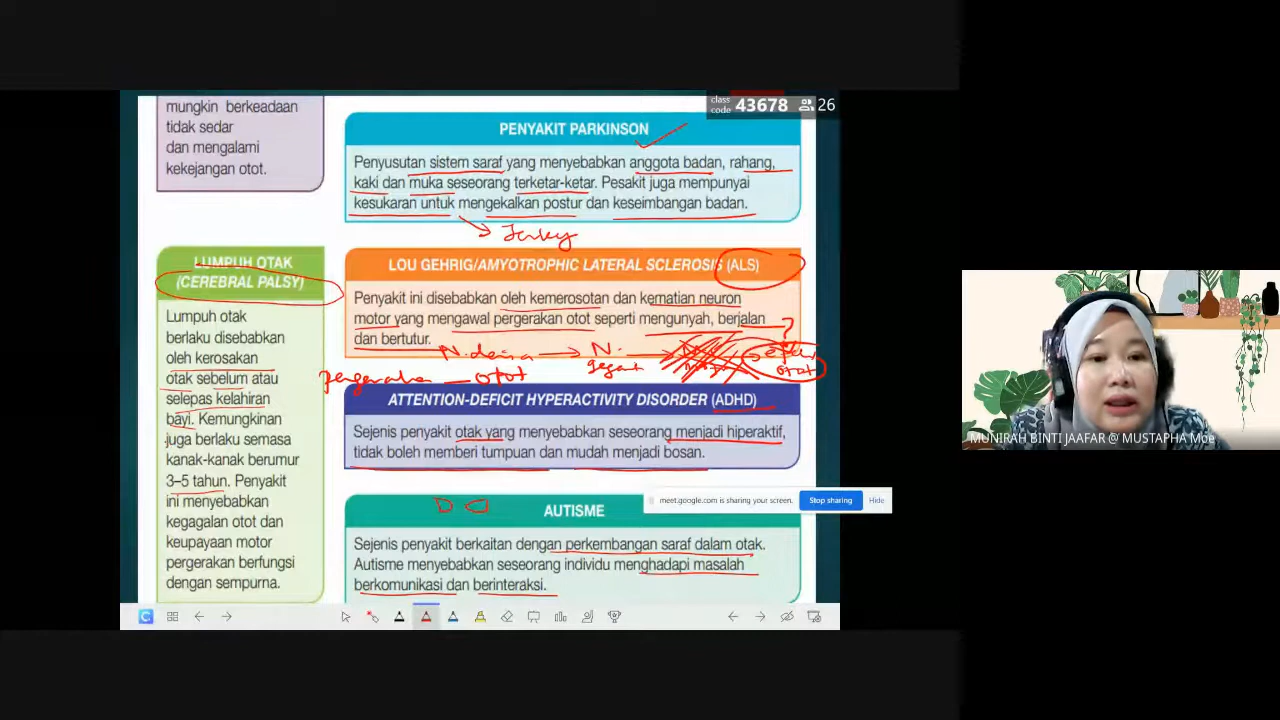 mungkin berkeadaan
tidak sedar
dan mengalami
kekejangan otot.
class code 43678 26
PENYAKIT PARKINSON
Penyusutan sistem saraf yang menyebabkan anggota badan, rahang,
kaki dan muka seseorang terketar-ketar. Pesakit juga mempunyai
kesukaran untuk mengekalkan postur dan keseimbangan badan.
Jerky
LUMPUH OTAK
(CEREBRAL PALSY)
Lumpuh otak
berlaku disebabkan
oleh kerosakan
otak sebelum atau
selepas kelahiran
bayi. Kemungkinan
juga berlaku semasa
kanak-kanak berumur
3–5 tahun. Penyakit
ini menyebabkan
kegagalan otot dan
keupayaan motor
pergerakan berfungsi
dengan sempurna.
LOU GEHRIG/AMYOTROPHIC LATERAL SCLEROSIS (ALS)
Penyakit ini disebabkan oleh kemerosotan dan kematian neuron
motor yang mengawal pergerakan otot seperti mengunyah, berjalan
dan bertutur.
?
N. deria → N.
otot
pergerakan — otot
ATTENTION-DEFICIT HYPERACTIVITY DISORDER (ADHD)
Sejenis penyakit otak yang menyebabkan seseorang menjadi hiperaktif,
tidak boleh memberi tumpuan dan mudah menjadi bosan.
AUTISME
Sejenis penyakit berkaitan dengan perkembangan saraf dalam otak.
Autisme menyebabkan seseorang individu menghadapi masalah
berkomunikasi dan berinteraksi.
meet.google.com is sharing your screen. Stop sharing Hide
MUNIRAH BINTI JAAFAR @ MUSTAPHA Moe